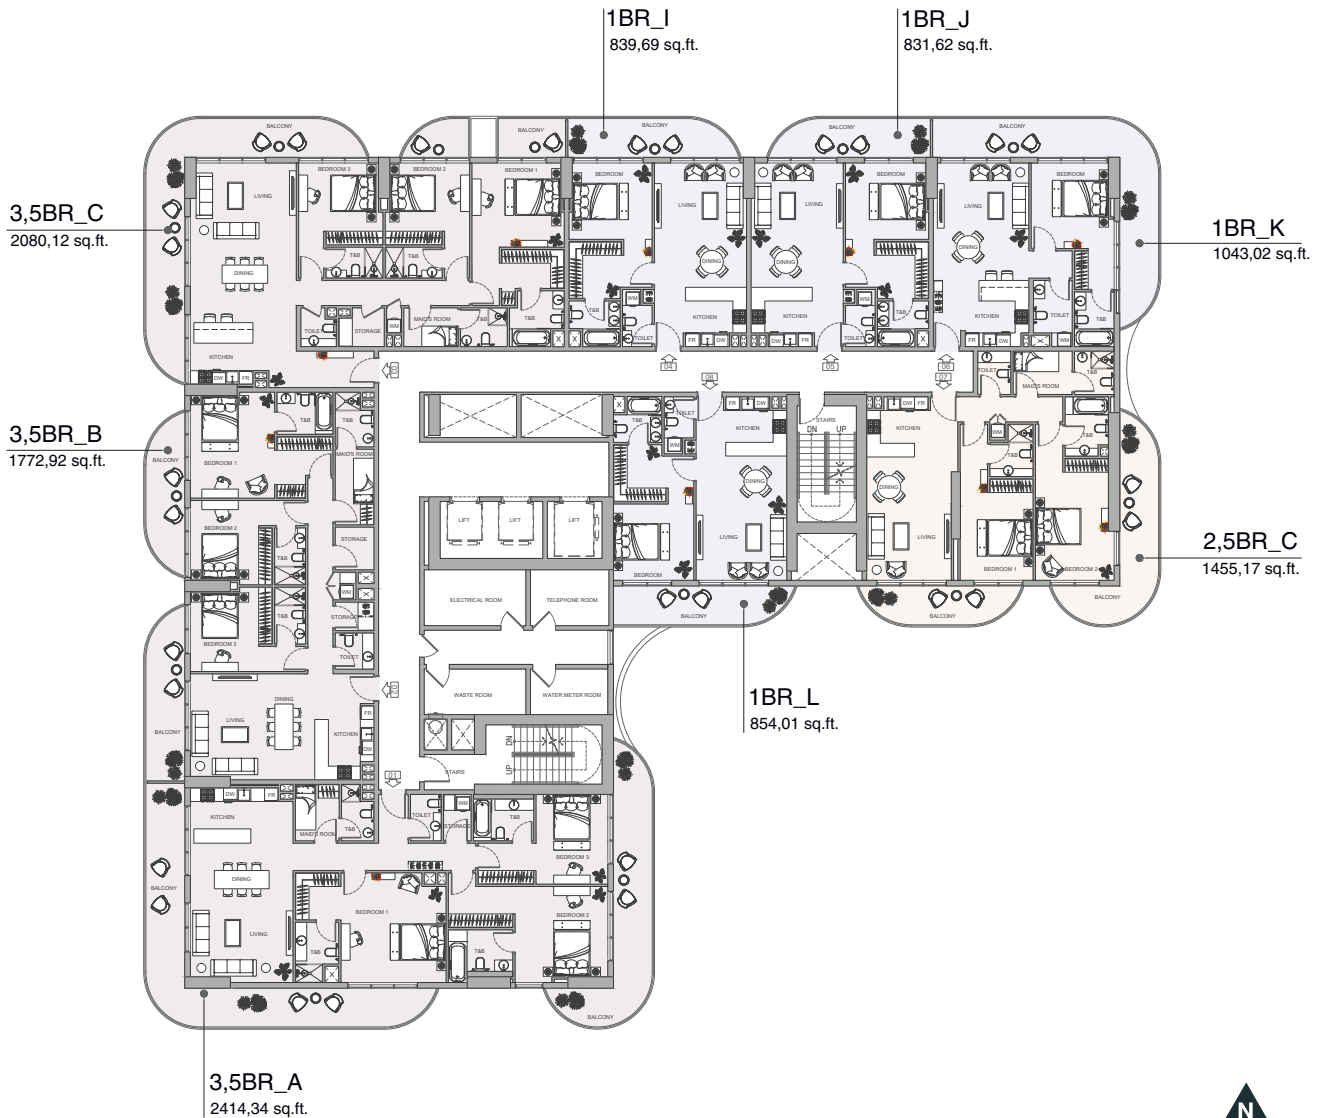 1BR_I
839,69 sq.ft.
1BR_J
831,62 sq.ft.
3,5BR_C
2080,12 sq.ft.
1BR_K
1043,02 sq.ft.
3,5BR_B
1772,92 sq.ft.
2,5BR_C
1455,17 sq.ft.
1BR_L
854,01 sq.ft.
3,5BR_A
2414,34 sq.ft.
N
BALCONY
BALCONY
BALCONY
BALCONY
BALCONY
BEDROOM 3
BEDROOM 2
BEDROOM 1
BEDROOM
BEDROOM
BEDROOM
LIVING
LIVING
LIVING
LIVING
DINING
DINING
DINING
DINING
T&B
T&B
T&B
T&B
T&B
T&B
TOILET
STORAGE
WM
MAID'S ROOM
T&B
WM
TOILET
KITCHEN
KITCHEN
WM
TOILET
KITCHEN
TOILET
WM
KITCHEN
DW
FR
FR
DW
DW
FR
FR
DW
03
04
05
06
08
07
TOILET
MAID'S ROOM
T&B
BALCONY
BEDROOM 1
T&B
T&B
MAID'S ROOM
BEDROOM 2
T&B
STORAGE
WM
STORAGE
T&B
BEDROOM 3
TOILET
02
T&B
TOILET
WM
FR
DW
KITCHEN
DINING
LIVING
BEDROOM
BALCONY
STAIRS
DN
UP
DW
FR
KITCHEN
DINING
LIVING
WM
T&B
T&B
BEDROOM 1
BEDROOM 2
BALCONY
BALCONY
LIFT
LIFT
LIFT
ELECTRICAL ROOM
TELEPHONE ROOM
WASTE ROOM
WATER METER ROOM
DN
UP
STAIRS
BALCONY
LIVING
DINING
KITCHEN
FR
DW
01
KITCHEN
DW
FR
MAID'S ROOM
T&B
TOILET
WM
STORAGE
T&B
BEDROOM 3
BALCONY
DINING
LIVING
BEDROOM 1
T&B
BEDROOM 2
T&B
BALCONY